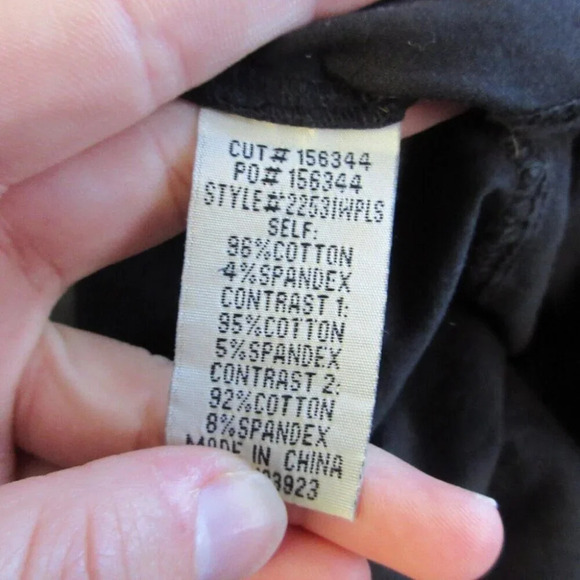 CUT# 156344
PO# 156344
STYLE#22531WPLS
SELF:
96%COTTON
4%SPANDEX
CONTRAST 1:
95%COTTON
5%SPANDEX
CONTRAST 2:
92%COTTON
8%SPANDEX
MADE IN CHINA